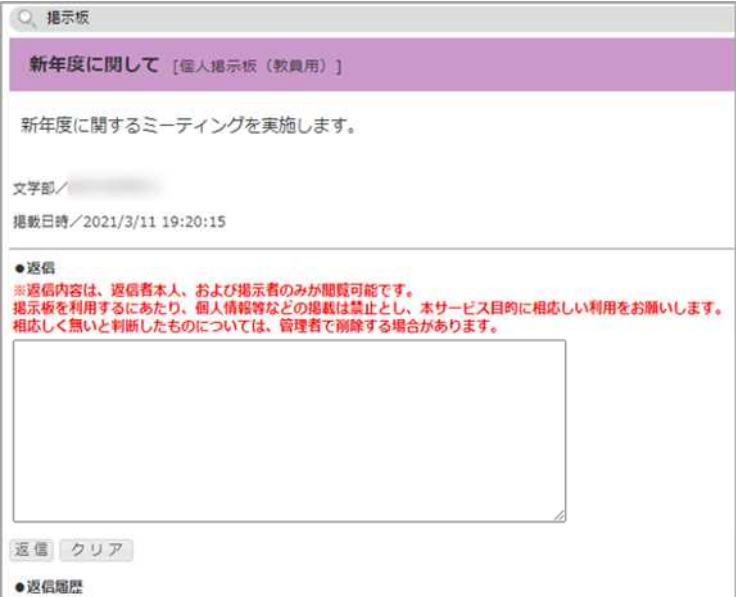 掲示板
新年度に関して [個人掲示板（教員用）]
新年度に関するミーティングを実施します。
文学部／
掲載日時／2021/3/11 19:20:15
●返信
※返信内容は、返信者本人、および掲示者のみが閲覧可能です。
掲示板を利用するにあたり、個人情報等などの掲載は禁止とし、本サービス目的に相応しい利用をお願いします。
相応しく無いと判断したものについては、管理者で削除する場合があります。
返信 クリア
●返信履歴